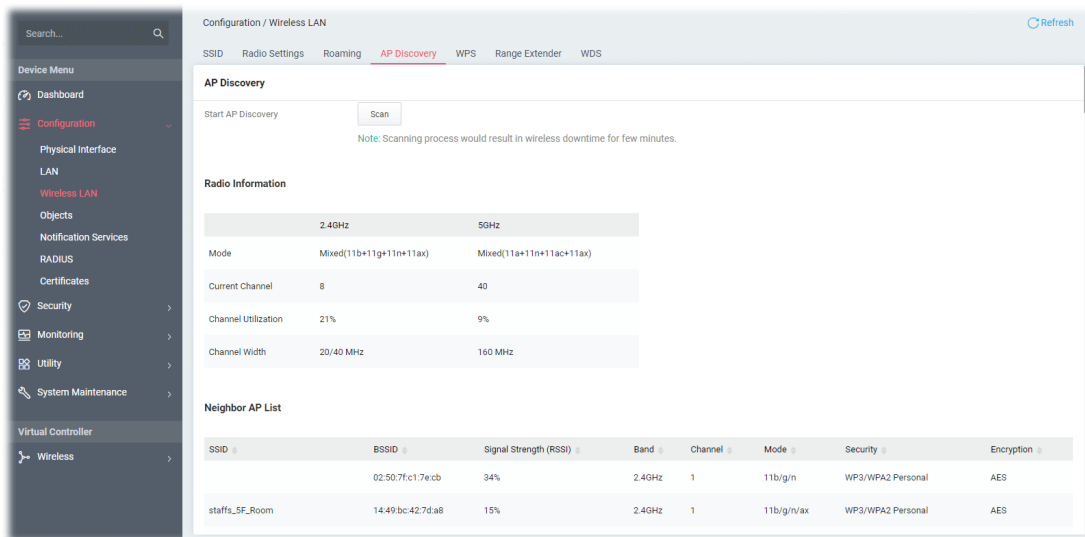 Search...
Device Menu
Dashboard
Configuration
Physical Interface
LAN
Wireless LAN
Objects
Notification Services
RADIUS
Certificates
Security
Monitoring
Utility
System Maintenance
Virtual Controller
Wireless
Configuration / Wireless LAN Refresh
SSID Radio Settings Roaming AP Discovery WPS Range Extender WDS
AP Discovery
Start AP Discovery Scan
Note: Scanning process would result in wireless downtime for few minutes.
Radio Information
2.4GHz 5GHz
Mode Mixed(11b+11g+11n+11ax) Mixed(11a+11n+11ac+11ax)
Current Channel 8 40
Channel Utilization 21% 9%
Channel Width 20/40 MHz 160 MHz
Neighbor AP List
SSID BSSID Signal Strength (RSSI) Band Channel Mode Security Encryption
02:50:7f:c1:7e:cb 34% 2.4GHz 1 11b/g/n WP3/WPA2 Personal AES
staffs_5F_Room 14:49:bc:42:7d:a8 15% 2.4GHz 1 11b/g/n/ax WP3/WPA2 Personal AES